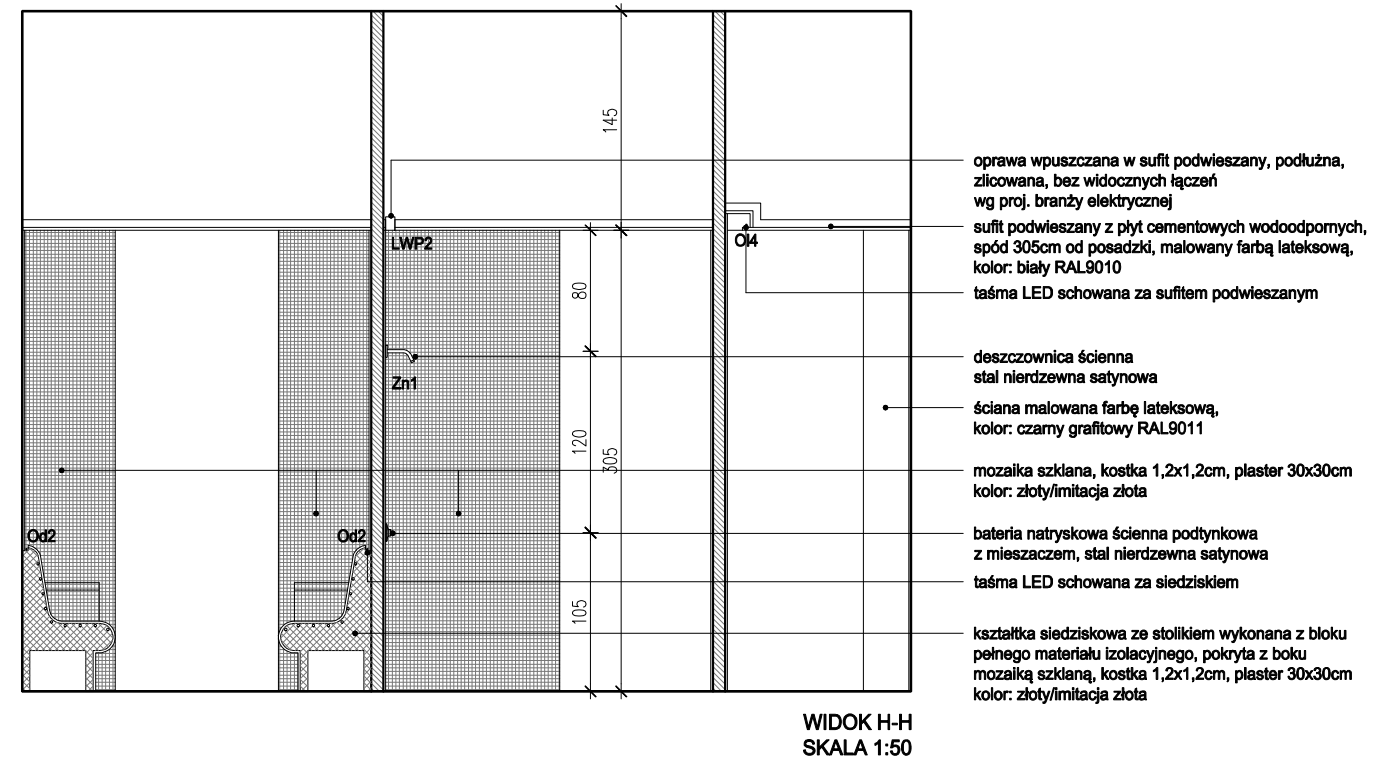 145
oprawa wpuszczana w sufit podwieszany, podłużna,
zlicowana, bez widocznych łączeń
wg proj. branży elektrycznej
sufit podwieszany z płyt cementowych wodoodpornych,
spód 305cm od posadzki, malowany farbą lateksową,
kolor: biały RAL9010
LWP2
Ol4
taśma LED schowana za sufitem podwieszanym
80
deszczownica ścienna
stal nierdzewna satynowa
Zn1
ściana malowana farbę lateksową,
kolor: czarny grafitowy RAL9011
120
305
mozaika szklana, kostka 1,2x1,2cm, plaster 30x30cm
kolor: złoty/imitacja złota
Od2
Od2
bateria natryskowa ścienna podtynkowa
z mieszaczem, stal nierdzewna satynowa
taśma LED schowana za siedziskiem
105
kształtka siedziskowa ze stolikiem wykonana z bloku
pełnego materiału izolacyjnego, pokryta z boku
mozaiką szklaną, kostka 1,2x1,2cm, plaster 30x30cm
kolor: złoty/imitacja złota
WIDOK H-H
SKALA 1:50